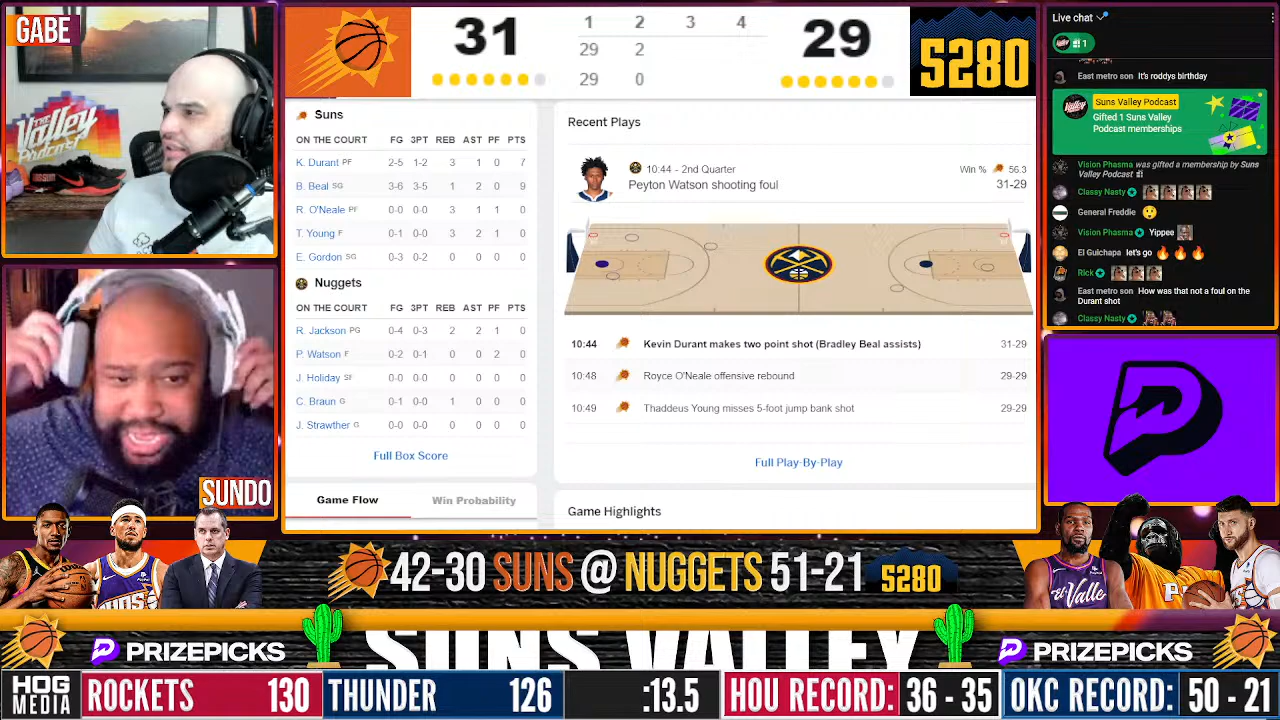 GABE
The
Valley
Podcast
SUNDO
31
1 2 3 4
29 2
29 0
29
5280
Suns
ON THE COURT FG 3PT REB AST PF PTS
K. Durant PF 2-5 1-2 3 1 0 7
B. Beal SG 3-6 3-5 1 2 0 9
R. O'Neale PF 0-0 0-0 3 1 1 0
T. Young F 0-1 0-0 3 2 1 0
E. Gordon SG 0-3 0-2 0 0 0 0
Nuggets
ON THE COURT FG 3PT REB AST PF PTS
R. Jackson PG 0-4 0-3 2 2 1 0
P. Watson F 0-2 0-1 0 0 2 0
J. Holiday SF 0-0 0-0 0 0 0 0
C. Braun G 0-1 0-0 1 0 0 0
J. Strawther G 0-0 0-0 0 0 0 0
Full Box Score
Game Flow Win Probability
Recent Plays
10:44 - 2nd Quarter
Peyton Watson shooting foul
Win % 56.3
31-29
10:44 Kevin Durant makes two point shot (Bradley Beal assists) 31-29
10:48 Royce O'Neale offensive rebound 29-29
10:49 Thaddeus Young misses 5-foot jump bank shot 29-29
Full Play-By-Play
Game Highlights
Live chat
1
East metro son It's roddys birthday
Valley
Suns Valley Podcast
Gifted 1 Suns Valley
Podcast memberships
Vision Phasma was gifted a membership by Suns
Valley Podcast
Classy Nasty
General Freddie
Vision Phasma Yippee
El Guichapa let's go
Rick
East metro son How was that not a foul on the
Durant shot
Classy Nasty
42-30 SUNS @ NUGGETS 51-21 5280
PRIZEPICKS SUNS VALLEY PRIZEPICKS
HOG
MEDIA
ROCKETS 130 THUNDER 126 :13.5 HOU RECORD: 36 - 35 OKC RECORD: 50 - 21